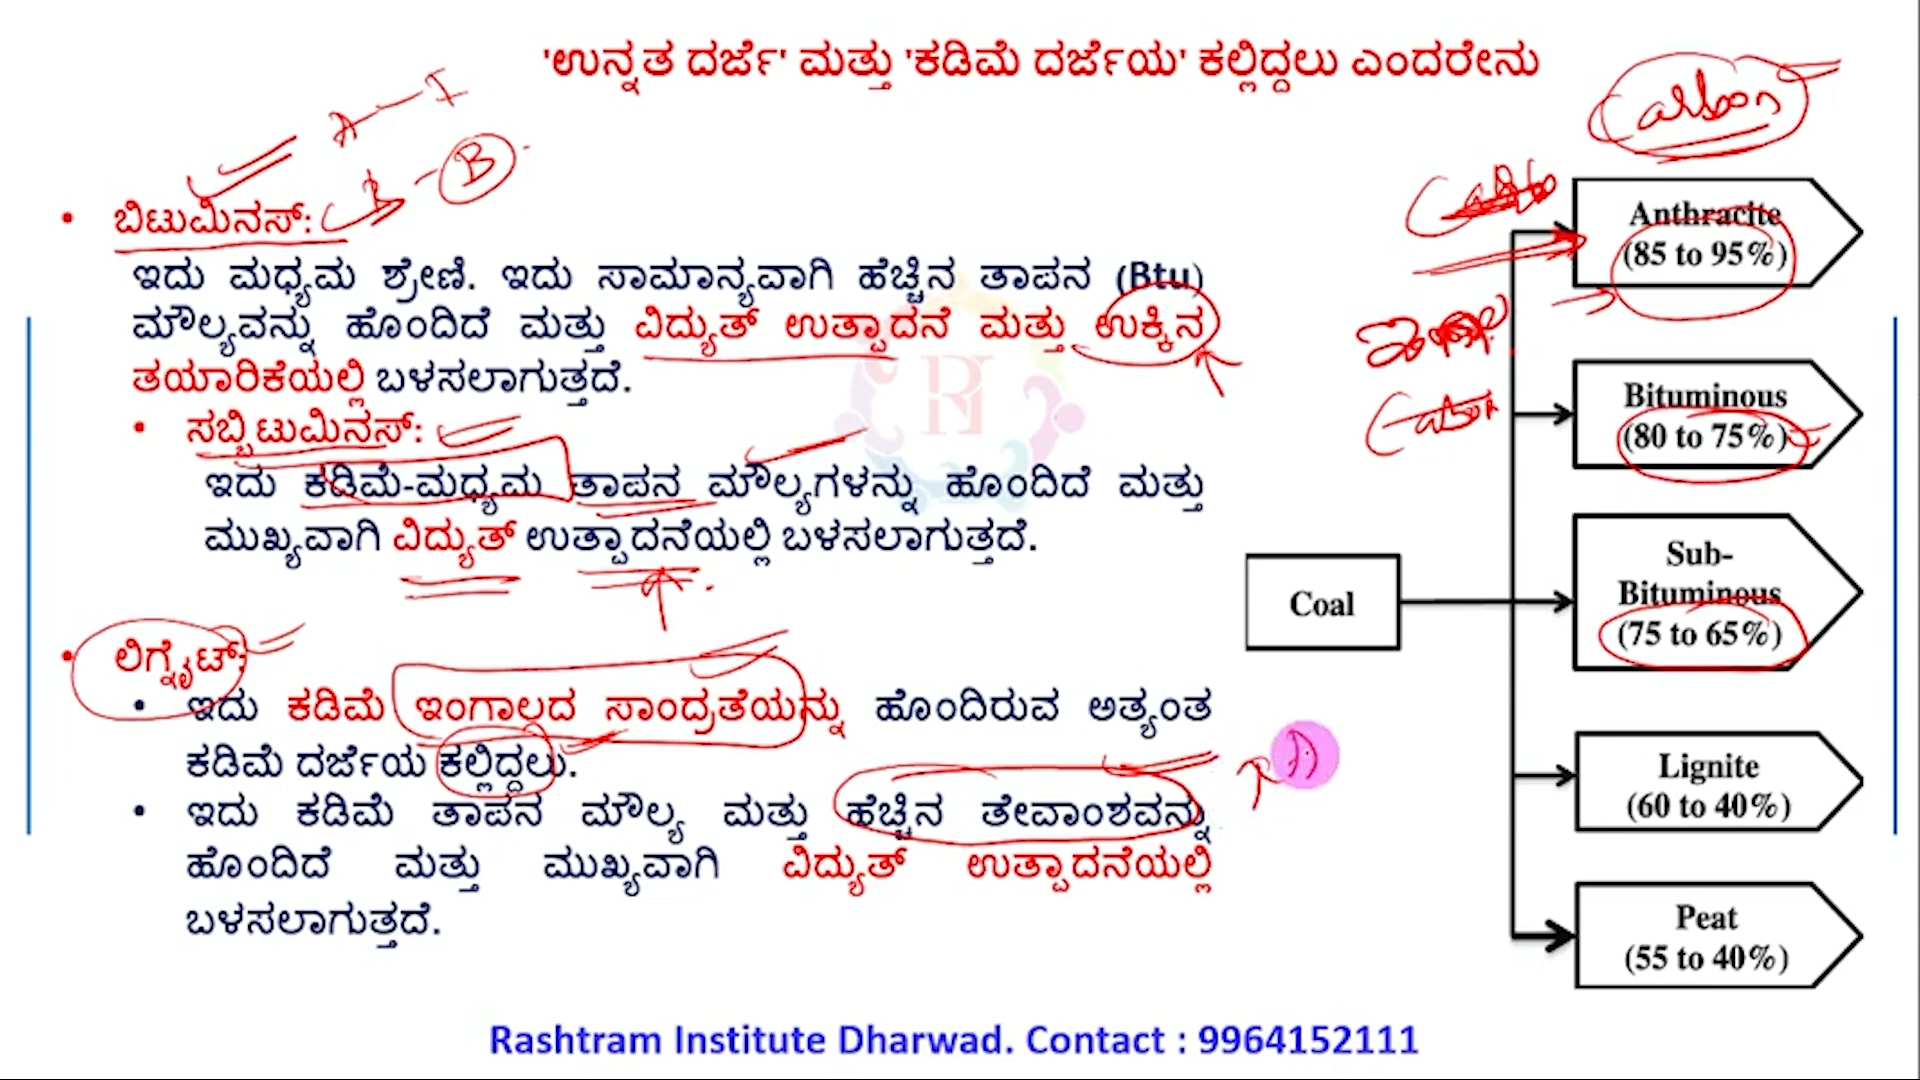 'ಉನ್ನತ ದರ್ಜೆ' ಮತ್ತು 'ಕಡಿಮೆ ದರ್ಜೆಯ' ಕಲ್ಲಿದ್ದಲು ಎಂದರೇನು
• ಬಿಟುಮಿನಸ್:
B
ಇದು ಮಧ್ಯಮ ಶ್ರೇಣಿ. ಇದು ಸಾಮಾನ್ಯವಾಗಿ ಹೆಚ್ಚಿನ ತಾಪನ (Btu)
ಮೌಲ್ಯವನ್ನು ಹೊಂದಿದೆ ಮತ್ತು ವಿದ್ಯುತ್ ಉತ್ಪಾದನೆ ಮತ್ತು ಉಕ್ಕಿನ
ತಯಾರಿಕೆಯಲ್ಲಿ ಬಳಸಲಾಗುತ್ತದೆ.
• ಸಬ್ಬಿಟುಮಿನಸ್:
ಇದು ಕಡಿಮೆ-ಮಧ್ಯಮ ತಾಪನ ಮೌಲ್ಯಗಳನ್ನು ಹೊಂದಿದೆ ಮತ್ತು
ಮುಖ್ಯವಾಗಿ ವಿದ್ಯುತ್ ಉತ್ಪಾದನೆಯಲ್ಲಿ ಬಳಸಲಾಗುತ್ತದೆ.
• ಲಿಗ್ನೈಟ್:
• ಇದು ಕಡಿಮೆ ಇಂಗಾಲದ ಸಾಂದ್ರತೆಯನ್ನು ಹೊಂದಿರುವ ಅತ್ಯಂತ
ಕಡಿಮೆ ದರ್ಜೆಯ ಕಲ್ಲಿದ್ದಲು.
• ಇದು ಕಡಿಮೆ ತಾಪನ ಮೌಲ್ಯ ಮತ್ತು ಹೆಚ್ಚಿನ ತೇವಾಂಶವನ್ನು
ಹೊಂದಿದೆ ಮತ್ತು ಮುಖ್ಯವಾಗಿ ವಿದ್ಯುತ್ ಉತ್ಪಾದನೆಯಲ್ಲಿ
ಬಳಸಲಾಗುತ್ತದೆ.
Coal
Anthracite
(85 to 95%)
Bituminous
(80 to 75%)
Sub-
Bituminous
(75 to 65%)
Lignite
(60 to 40%)
Peat
(55 to 40%)
Rashtram Institute Dharwad. Contact : 9964152111